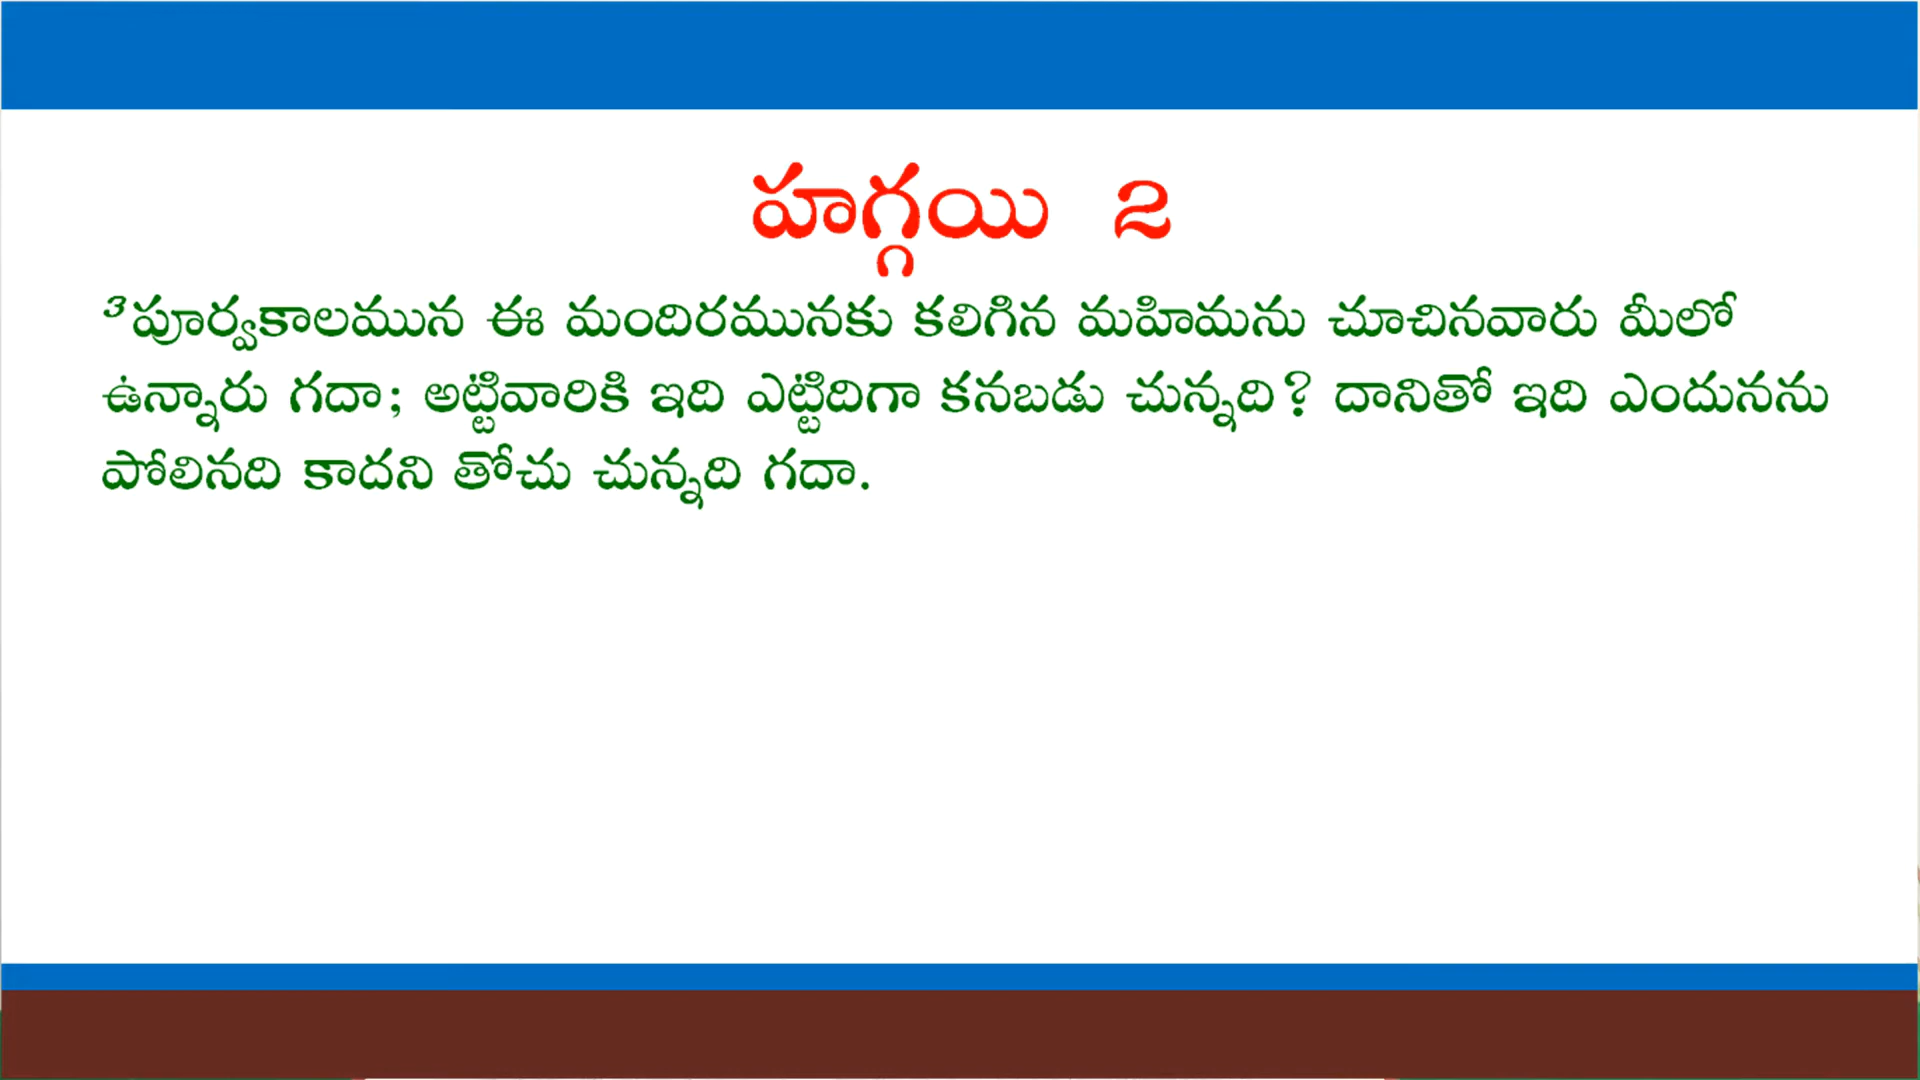 హగ్గయి 2
3పూర్వకాలమున ఈ మందిరమునకు కలిగిన మహిమను చూచినవారు మీలో
ఉన్నారు గదా; అట్టివారికి ఇది ఎట్టిదిగా కనబడు చున్నది? దానితో ఇది ఎందునను
పోలినది కాదని తోచు చున్నది గదా.